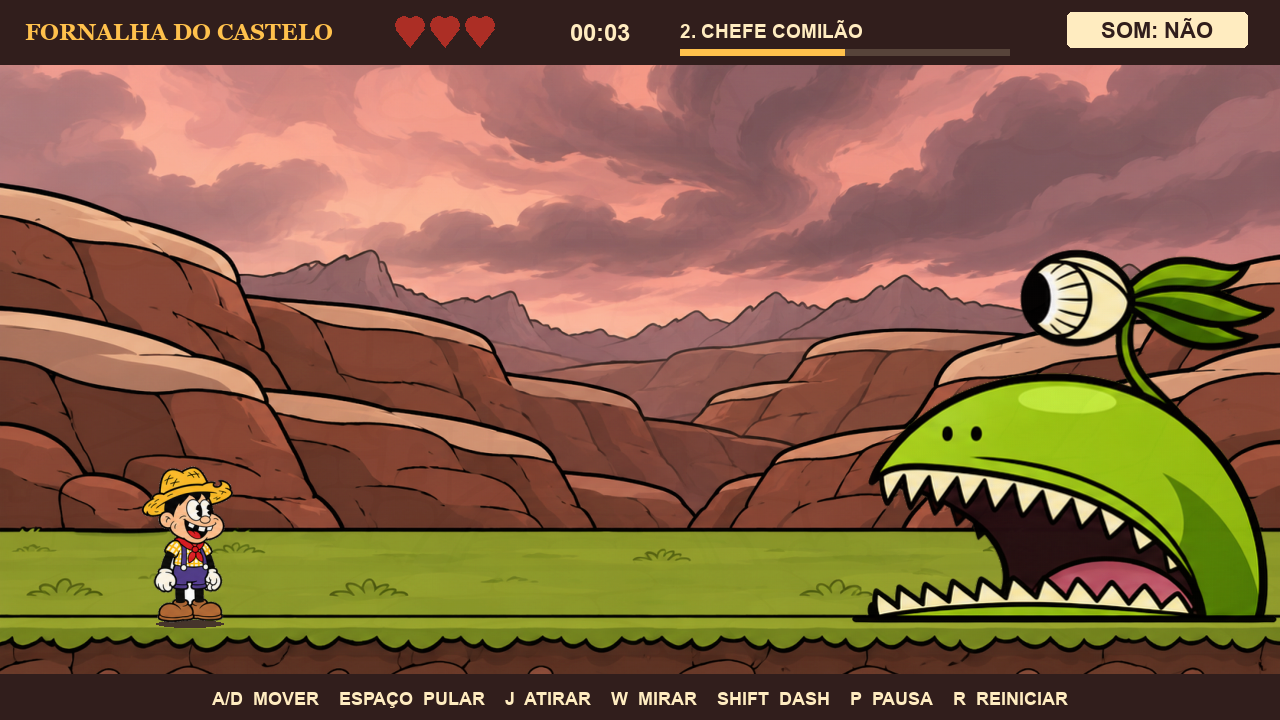 FORNALHA DO CASTELO
00:03
2. CHEFE COMILÃO
SOM: NÃO
A/D MOVER ESPAÇO PULAR J ATIRAR W MIRAR SHIFT DASH P PAUSA R REINICIAR